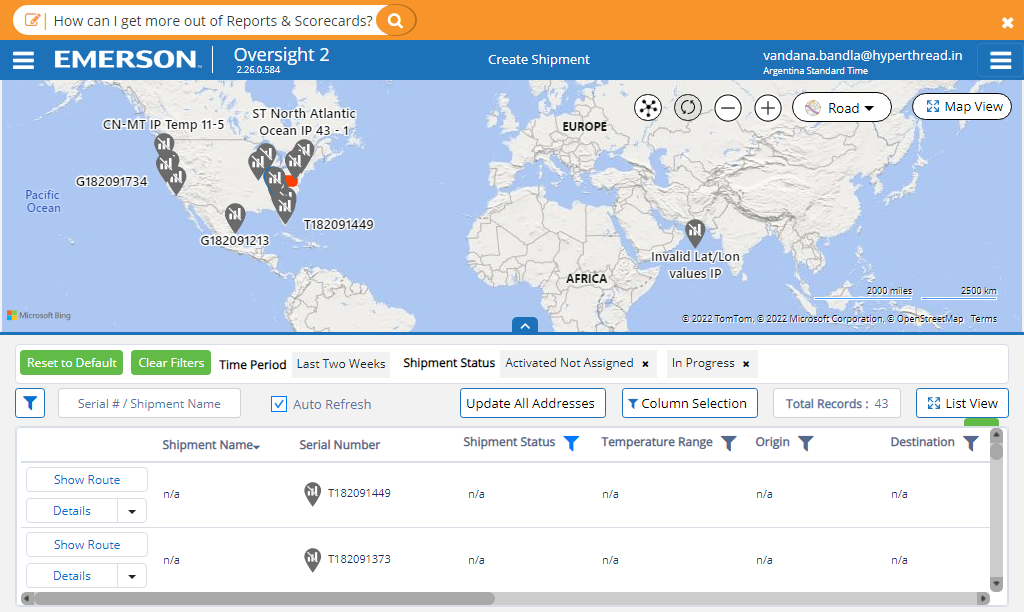 How can I get more out of Reports & Scorecards?
EMERSON
Oversight 2
2.26.0.584
Create Shipment
vandana.bandla@hyperthread.in
Argentina Standard Time
CN-MT IP Temp 11-5
ST North Atlantic
Ocean IP 43 - 1
EUROPE
Road
Map View
G182091734
Pacific
Ocean
T182091449
G182091213
Invalid Lat/Lon
values IP
AFRICA
2000 miles
2500 km
Microsoft Bing
© 2022 TomTom, © 2022 Microsoft Corporation, © OpenStreetMap Terms
Reset to Default
Clear Filters
Time Period
Last Two Weeks
Shipment Status
Activated Not Assigned ×
In Progress ×
Serial # / Shipment Name
Auto Refresh
Update All Addresses
Column Selection
Total Records : 43
List View
Shipment Name
Serial Number
Shipment Status
Temperature Range
Origin
Destination
Show Route
Details
n/a
T182091449
n/a
n/a
n/a
n/a
Show Route
Details
n/a
T182091373
n/a
n/a
n/a
n/a